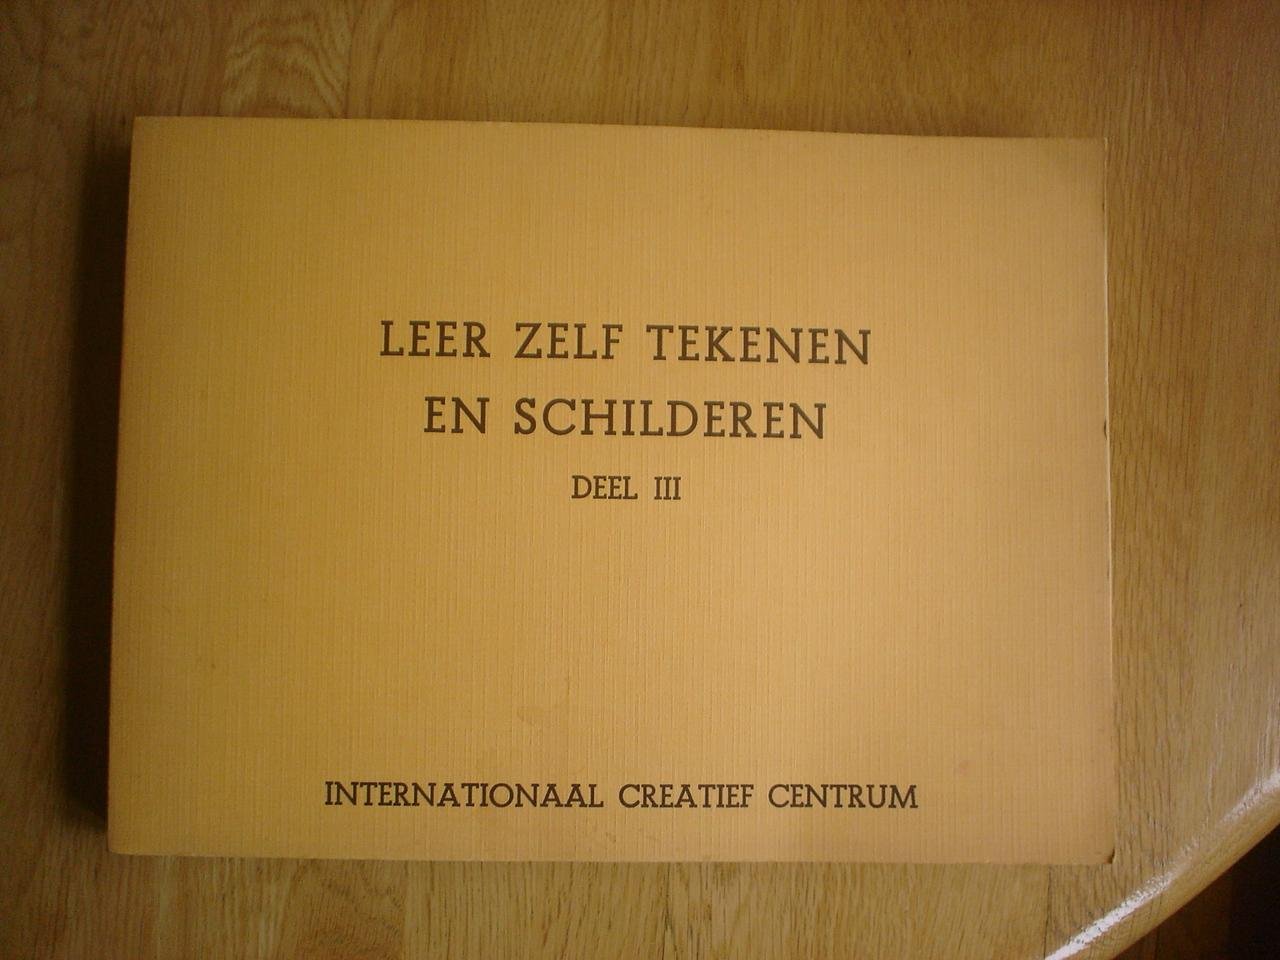 LEER ZELF TEKENEN
EN SCHILDEREN
DEEL III
INTERNATIONAAL CREATIEF CENTRUM